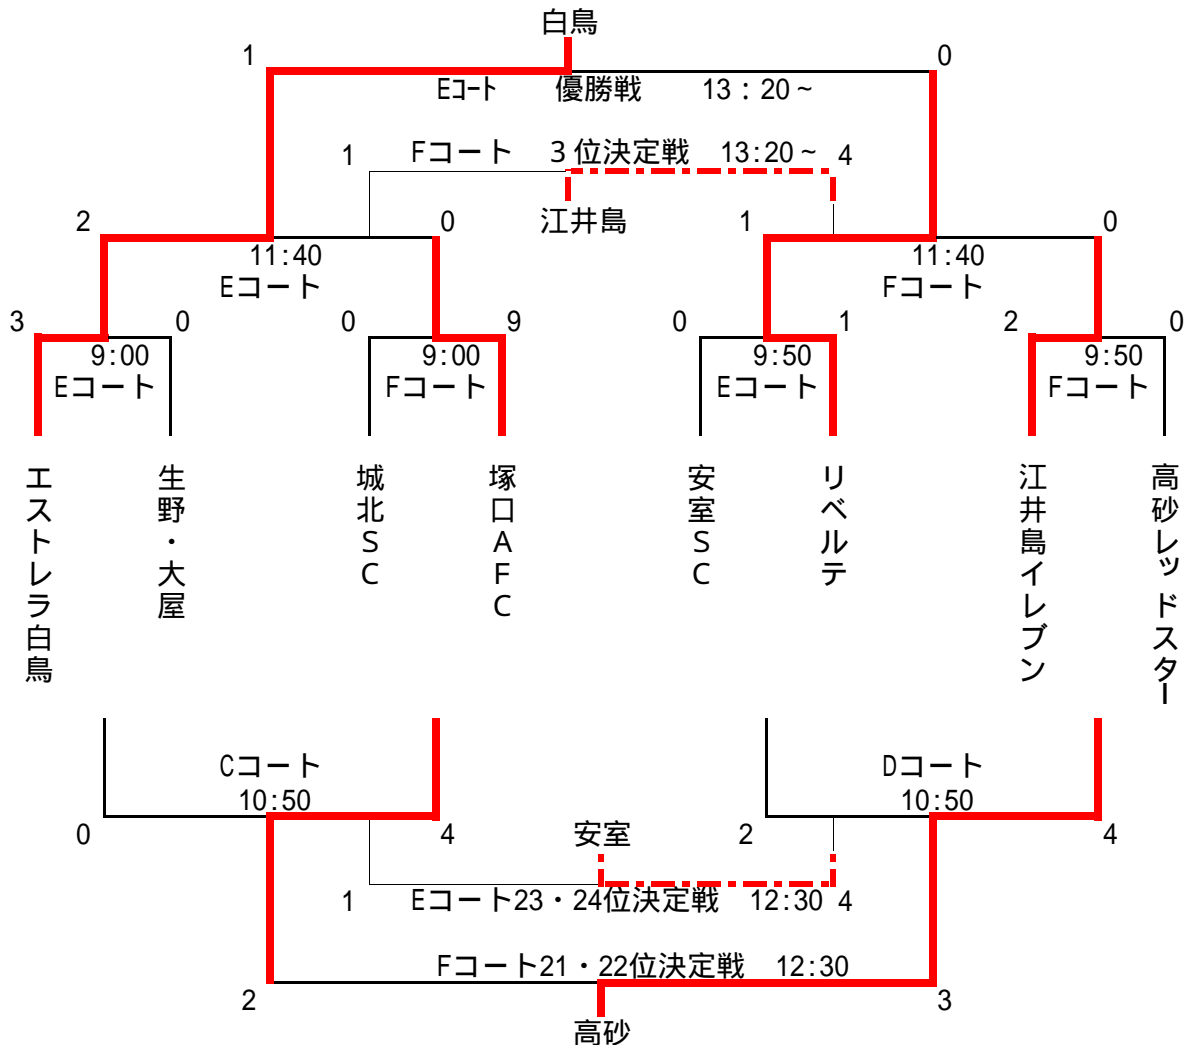 白鳥
1
0
Eコート 優勝戦 13：20～
1
Fコート 3位決定戦 13:20～ 4
江井島
2
0
1
0
11:40
Eコート
11:40
Fコート
3
0
0
9
0
1
2
0
9:00
Eコート
9:00
Fコート
9:50
Eコート
9:50
Fコート
エストレラ白鳥
生野・大屋
城北SC
塚口AFC
安室SC
リベルテ
江井島イレブン
高砂レッドスター
Cコート
10:50
Dコート
10:50
0
4
安室
2
4
1
Eコート23・24位決定戦 12:30 4
Fコート21・22位決定戦 12:30
2
3
高砂